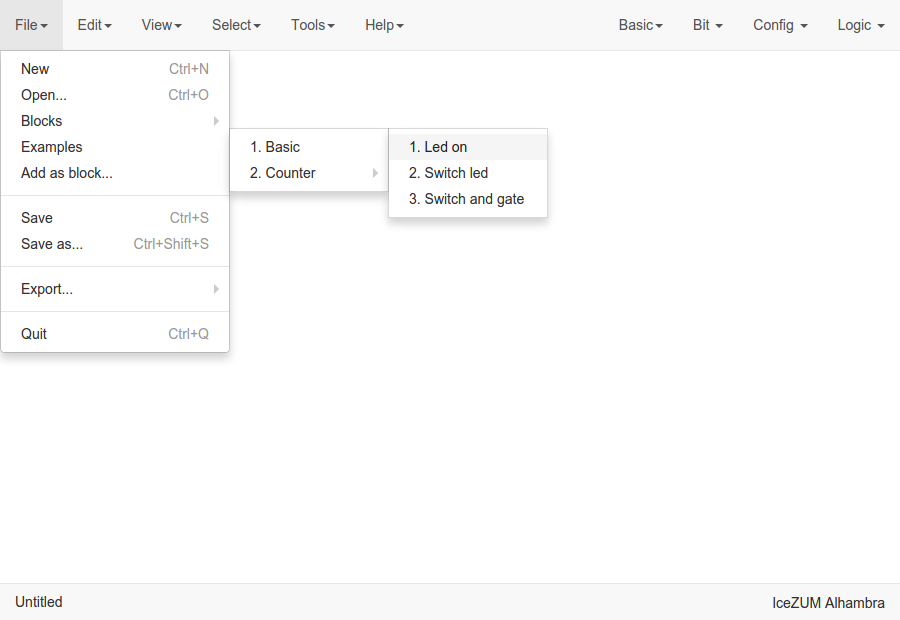 File Edit View Select Tools Help Basic Bit Config Logic
New Ctrl+N
Open... Ctrl+O
Blocks
Examples
Add as block...
Save Ctrl+S
Save as... Ctrl+Shift+S
Export...
Quit Ctrl+Q
1. Basic
2. Counter
1. Led on
2. Switch led
3. Switch and gate
Untitled
IceZUM Alhambra